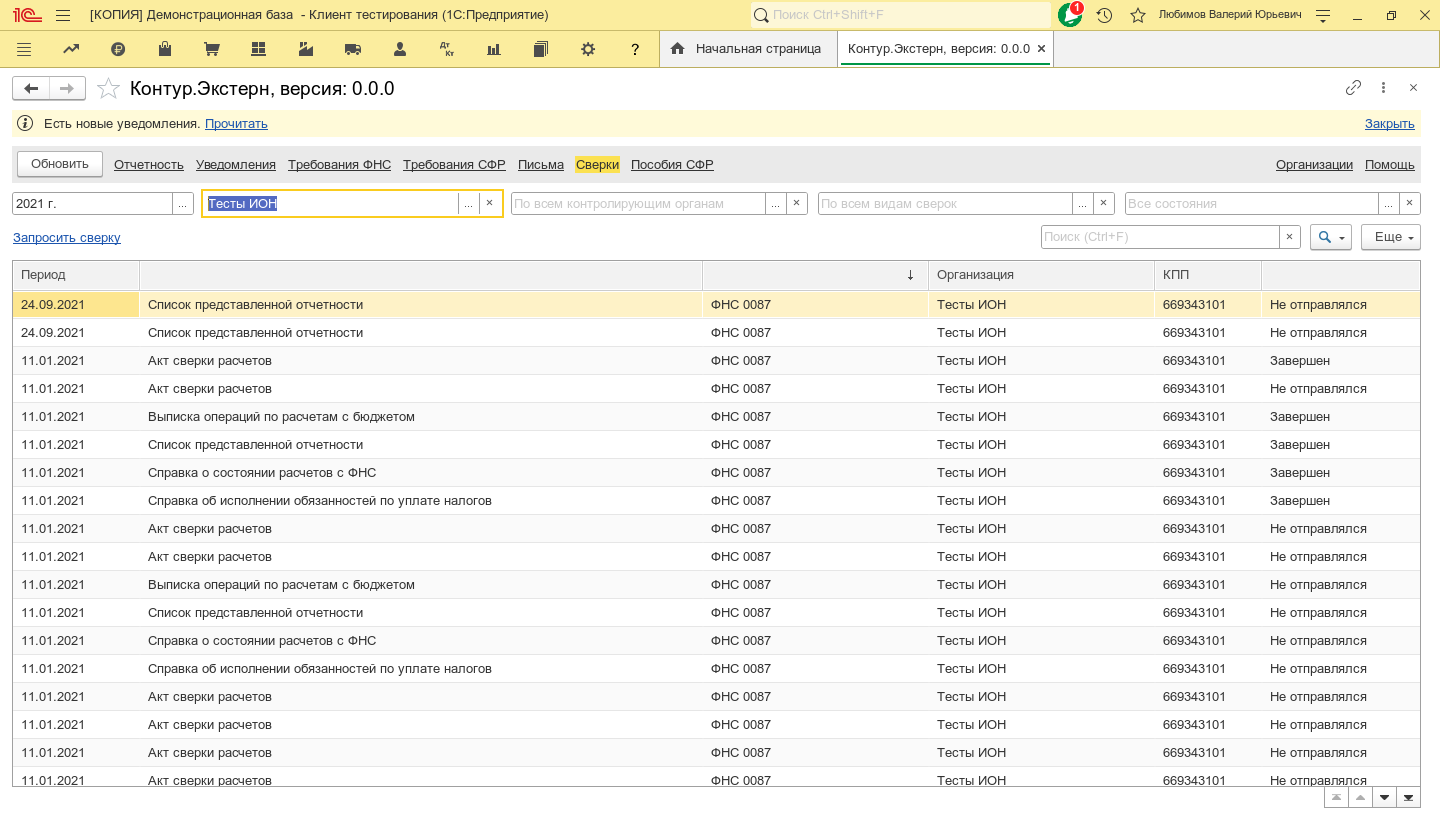 [КОПИЯ] Демонстрационная база - Клиент тестирования (1С:Предприятие) Поиск Ctrl+Shift+F 1 Любимов Валерий Юрьевич
Дт Кт ? Начальная страница Контур.Экстерн, версия: 0.0.0
Контур.Экстерн, версия: 0.0.0
Есть новые уведомления. Прочитать Закрыть
Обновить Отчетность Уведомления Требования ФНС Требования СФР Письма Сверки Пособия СФР Организации Помощь
2021 г. ... Тесты ИОН ... × По всем контролирующим органам ... × По всем видам сверок ... × Все состояния ... ×
Запросить сверку Поиск (Ctrl+F) × Еще
Период ↓ Организация КПП
24.09.2021 Список представленной отчетности ФНС 0087 Тесты ИОН 669343101 Не отправлялся
24.09.2021 Список представленной отчетности ФНС 0087 Тесты ИОН 669343101 Не отправлялся
11.01.2021 Акт сверки расчетов ФНС 0087 Тесты ИОН 669343101 Завершен
11.01.2021 Акт сверки расчетов ФНС 0087 Тесты ИОН 669343101 Не отправлялся
11.01.2021 Выписка операций по расчетам с бюджетом ФНС 0087 Тесты ИОН 669343101 Завершен
11.01.2021 Список представленной отчетности ФНС 0087 Тесты ИОН 669343101 Завершен
11.01.2021 Справка о состоянии расчетов с ФНС ФНС 0087 Тесты ИОН 669343101 Завершен
11.01.2021 Справка об исполнении обязанностей по уплате налогов ФНС 0087 Тесты ИОН 669343101 Завершен
11.01.2021 Акт сверки расчетов ФНС 0087 Тесты ИОН 669343101 Не отправлялся
11.01.2021 Акт сверки расчетов ФНС 0087 Тесты ИОН 669343101 Не отправлялся
11.01.2021 Выписка операций по расчетам с бюджетом ФНС 0087 Тесты ИОН 669343101 Не отправлялся
11.01.2021 Список представленной отчетности ФНС 0087 Тесты ИОН 669343101 Не отправлялся
11.01.2021 Справка о состоянии расчетов с ФНС ФНС 0087 Тесты ИОН 669343101 Не отправлялся
11.01.2021 Справка об исполнении обязанностей по уплате налогов ФНС 0087 Тесты ИОН 669343101 Не отправлялся
11.01.2021 Акт сверки расчетов ФНС 0087 Тесты ИОН 669343101 Не отправлялся
11.01.2021 Акт сверки расчетов ФНС 0087 Тесты ИОН 669343101 Не отправлялся
11.01.2021 Акт сверки расчетов ФНС 0087 Тесты ИОН 669343101 Не отправлялся
11.01.2021 Акт сверки расчетов ФНС 0087 Тесты ИОН 669343101 Не отправлялся